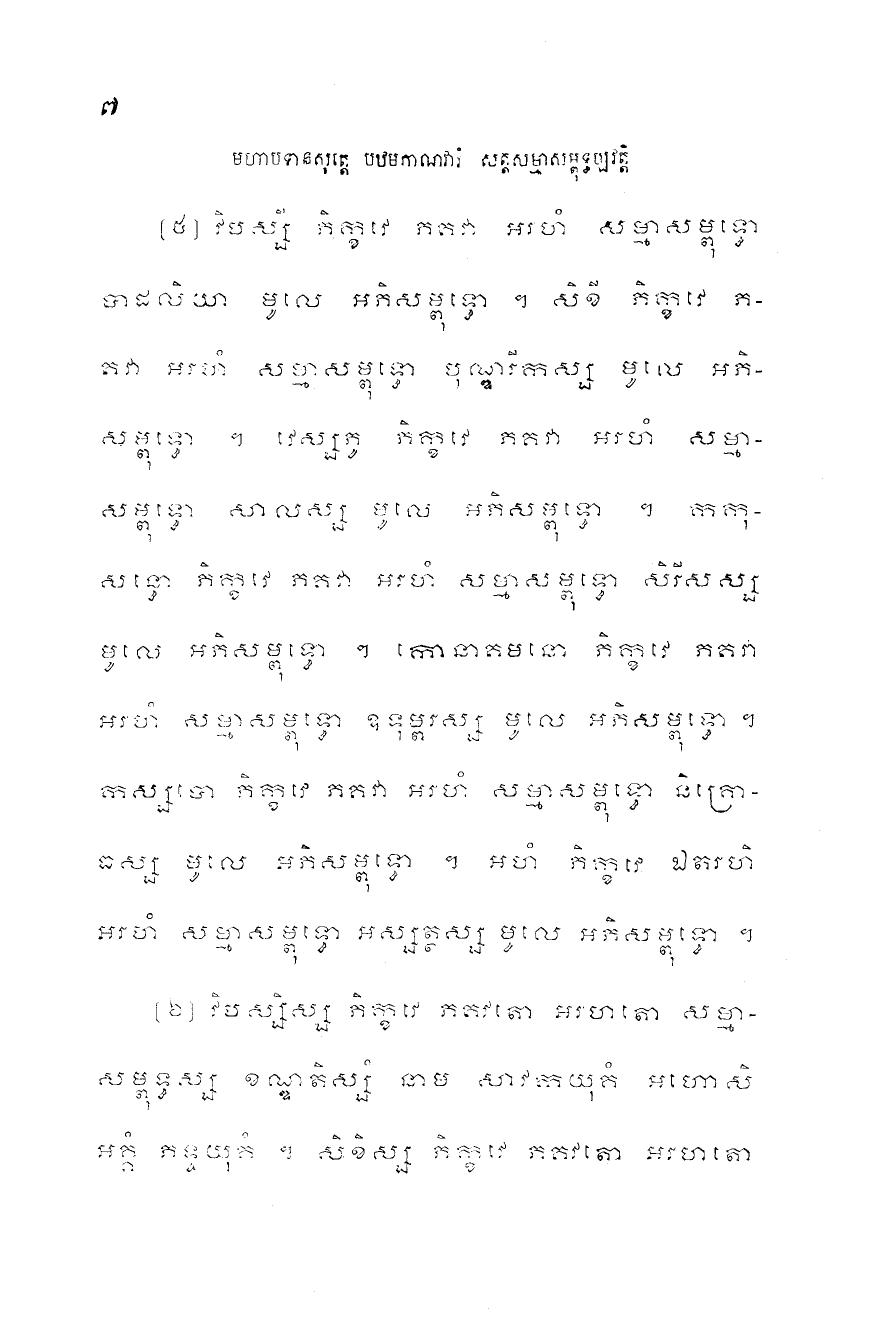 ៧
មហាបទានសុត្តេ បឋមភាណវារំ សត្តសម្មាសម្ពុទ្ធប្បវត្តិ
(៥) វិបស្សី ភិក្ខវេ ភគវា អរហំ សម្មាសម្ពុទ្ធោ
បាដលិយា មូលេ អភិសម្ពុទ្ធោ ។ សិខី ភិក្ខវេ ភ-
គវា អរហំ សម្មាសម្ពុទ្ធោ បុណ្ឌរីកស្ស មូលេ អភិ-
សម្ពុទ្ធោ ។ វេស្សភូ ភិក្ខវេ ភគវា អរហំ សម្មា-
សម្ពុទ្ធោ សាលស្ស មូលេ អភិសម្ពុទ្ធោ ។ កកុ-
សន្ធោ ភិក្ខវេ ភគវា អរហំ សម្មាសម្ពុទ្ធោ សិរីសស្ស
មូលេ អភិសម្ពុទ្ធោ ។ កោនាគមនោ ភិក្ខវេ ភគវា
អរហំ សម្មាសម្ពុទ្ធោ ឧទុម្ពរស្ស មូលេ អភិសម្ពុទ្ធោ ។
កស្សបោ ភិក្ខវេ ភគវា អរហំ សម្មាសម្ពុទ្ធោ និគ្រោ-
ធស្ស មូលេ អភិសម្ពុទ្ធោ ។ អហំ ភិក្ខវេ ឯតរហិ
អរហំ សម្មាសម្ពុទ្ធោ អស្សត្ថស្ស មូលេ អភិសម្ពុទ្ធោ ។
(៦) វិបស្សិស្ស ភិក្ខវេ ភគវតោ អរហតោ សម្មា-
សម្ពុទ្ធស្ស ខណ្ឌតិស្សំ នាម សាវកយុគំ អហោសិ
អគ្គំ ភទ្ទយុគំ ។ សិខិស្ស ភិក្ខវេ ភគវតោ អរហតោ